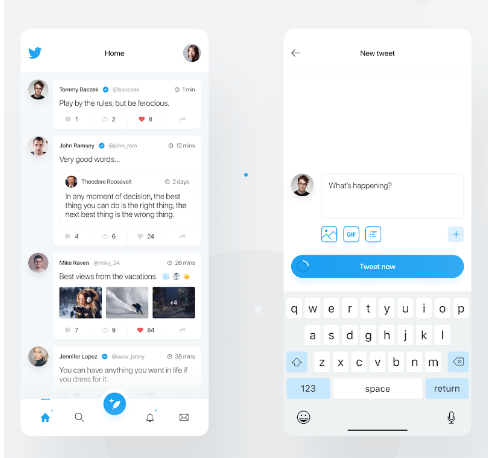 Home
Tommy Baczek @bonczek 1 min
Play by the rules, but be ferocious.
1 2 8
John Ramsey @john_ram 12 mins
Very good words...
Theodore Roosevelt 2 days
In any moment of decision, the best
thing you can do is the right thing, the
next best thing is the wrong thing.
4 6 24
Mike Raven @mikq_24 26 mins
Best views from the vacations.
+4
7 9 64
Jennifer Lopez @oww_jenny 35 mins
You can have anything you want in life if
you dress for it.
New tweet
What's happening?
GIF
+
Tweet now
q w e r t y u i o p
a s d g h j k l
z x c v b n m
123 space return